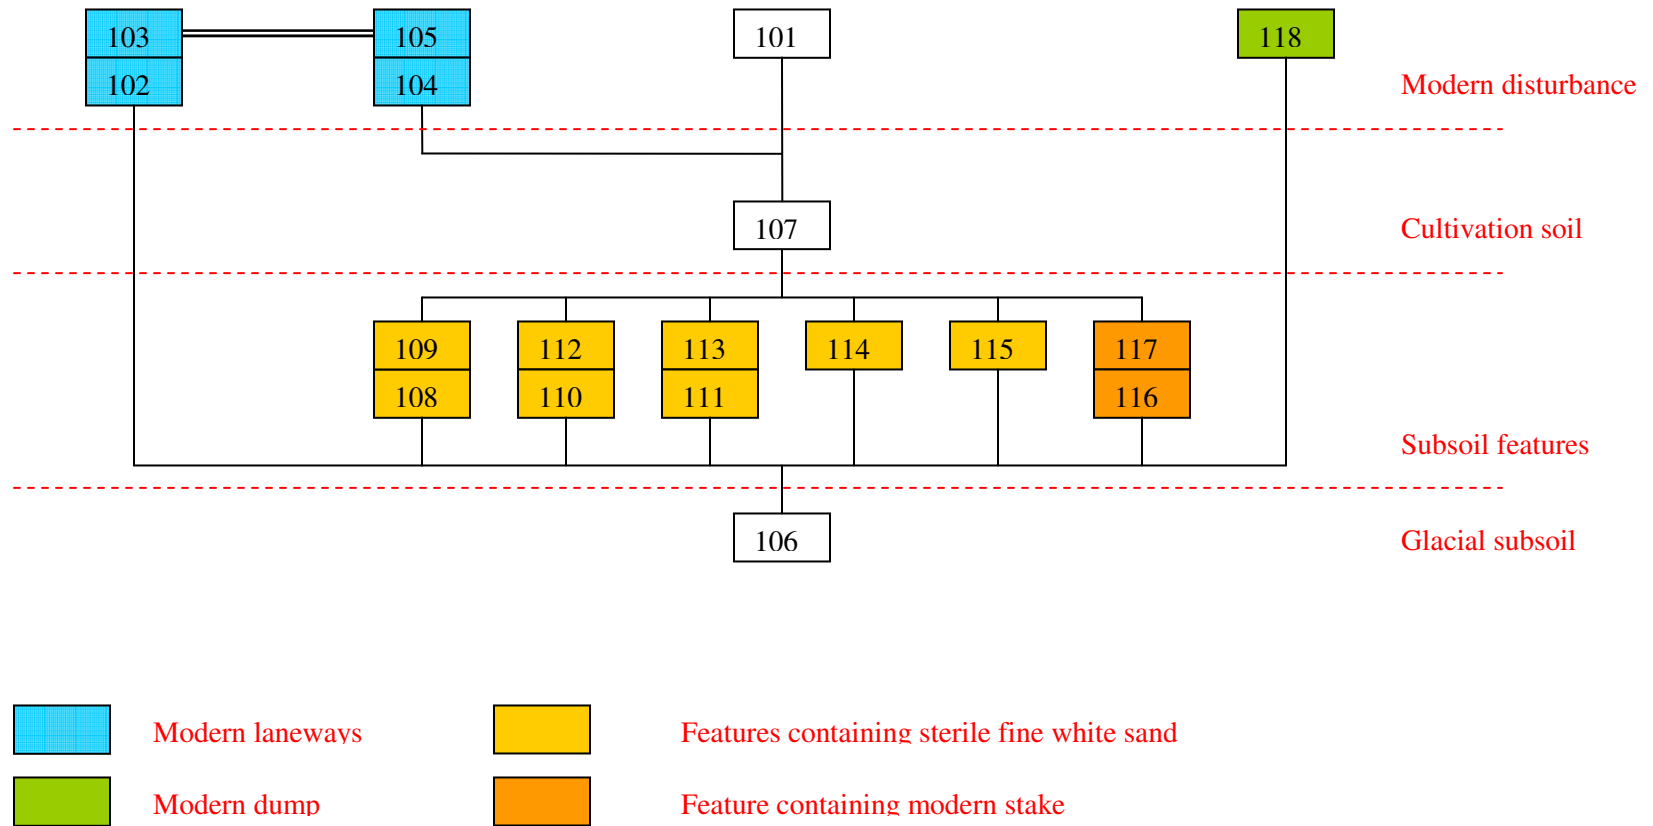 103 105 101 118
102 104
Modern disturbance
107
Cultivation soil
109 112 113 114 115 117
108 110 111 116
Subsoil features
106
Glacial subsoil
Modern laneways
Features containing sterile fine white sand
Modern dump
Feature containing modern stake